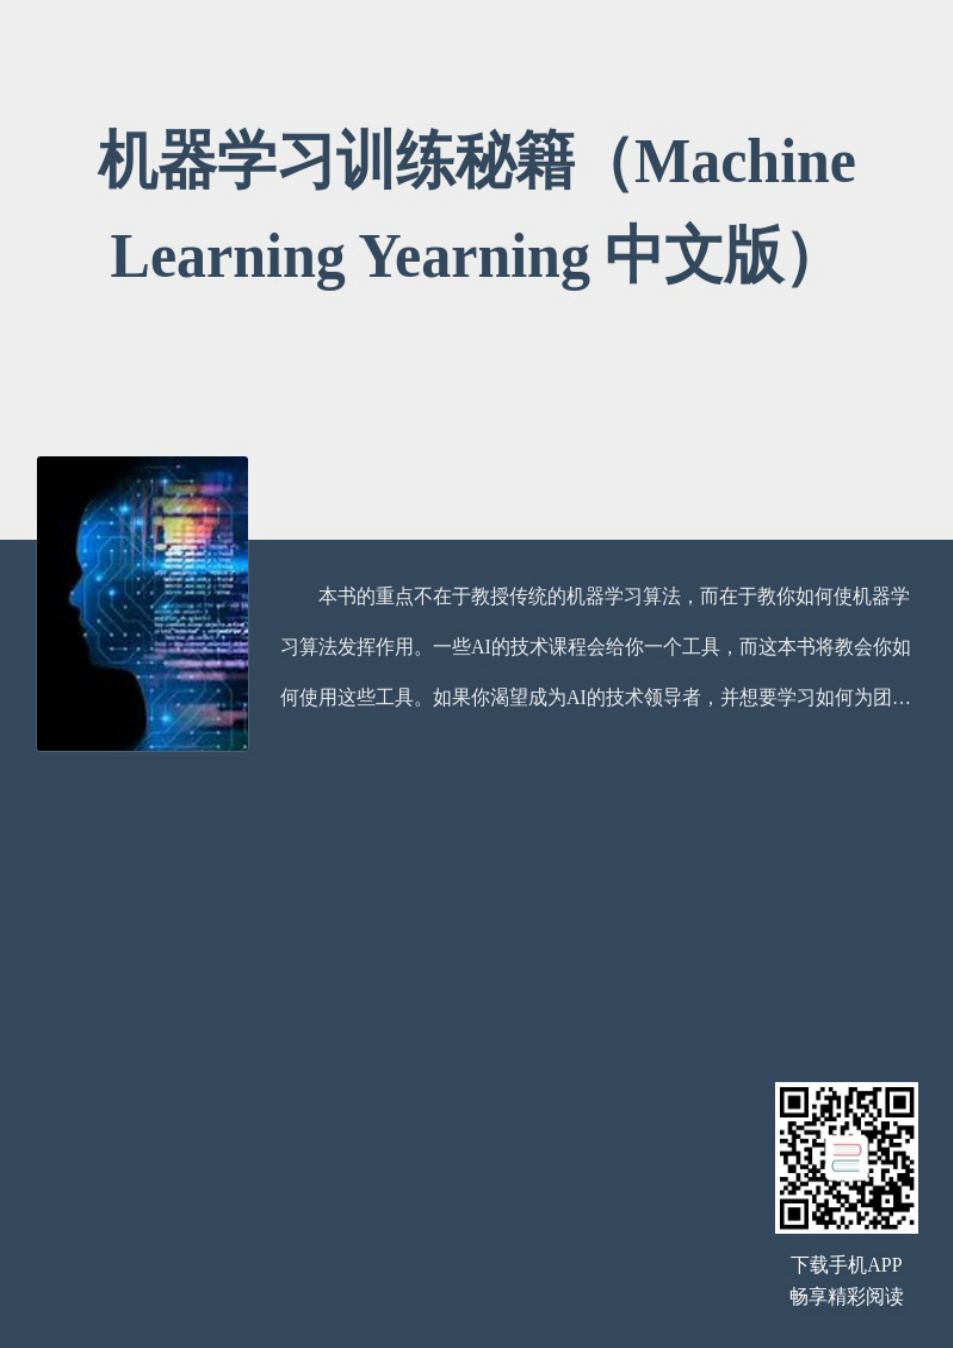 机器学习训练秘籍（Machine
Learning Yearning 中文版）
本书的重点不在于教授传统的机器学习算法，而在于教你如何使机器学
习算法发挥作用。一些AI的技术课程会给你一个工具，而这本书将教会你如
何使用这些工具。如果你渴望成为AI的技术领导者，并想要学习如何为团…
下载手机APP
畅享精彩阅读